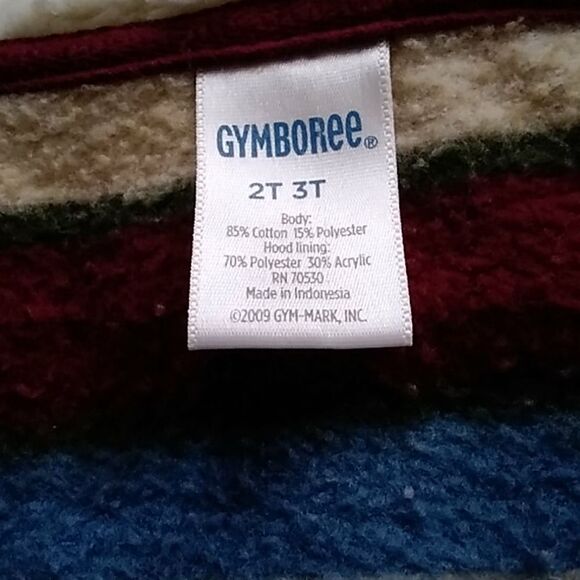 GYMBORee®
2T 3T
Body:
85% Cotton 15% Polyester
Hood lining:
70% Polyester 30% Acrylic
RN 70530
Made in Indonesia
©2009 GYM-MARK, INC.